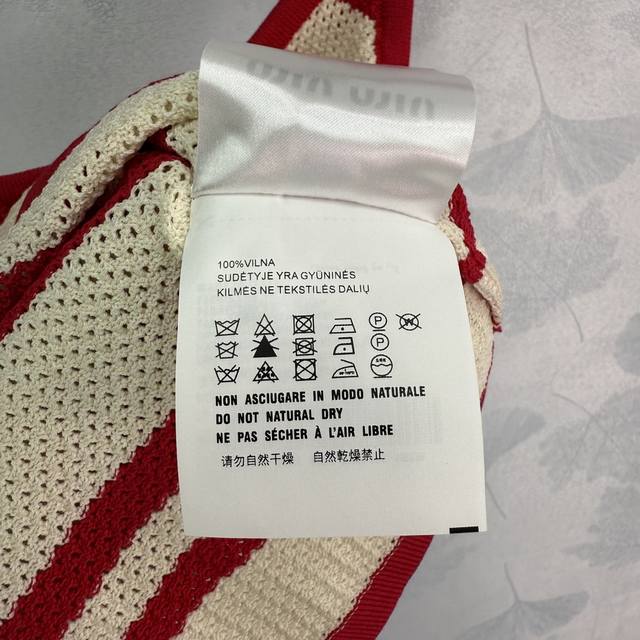 100%VILNA
SUDĖTYJE YRA GYŪNINĖS
KILMĖS NE TEKSTILĖS DALIŲ
P W
P
NON ASCIUGARE IN MODO NATURALE
DO NOT NATURAL DRY
NE PAS SÉCHER À L'AIR LIBRE
请勿自然干燥 自然乾燥禁止